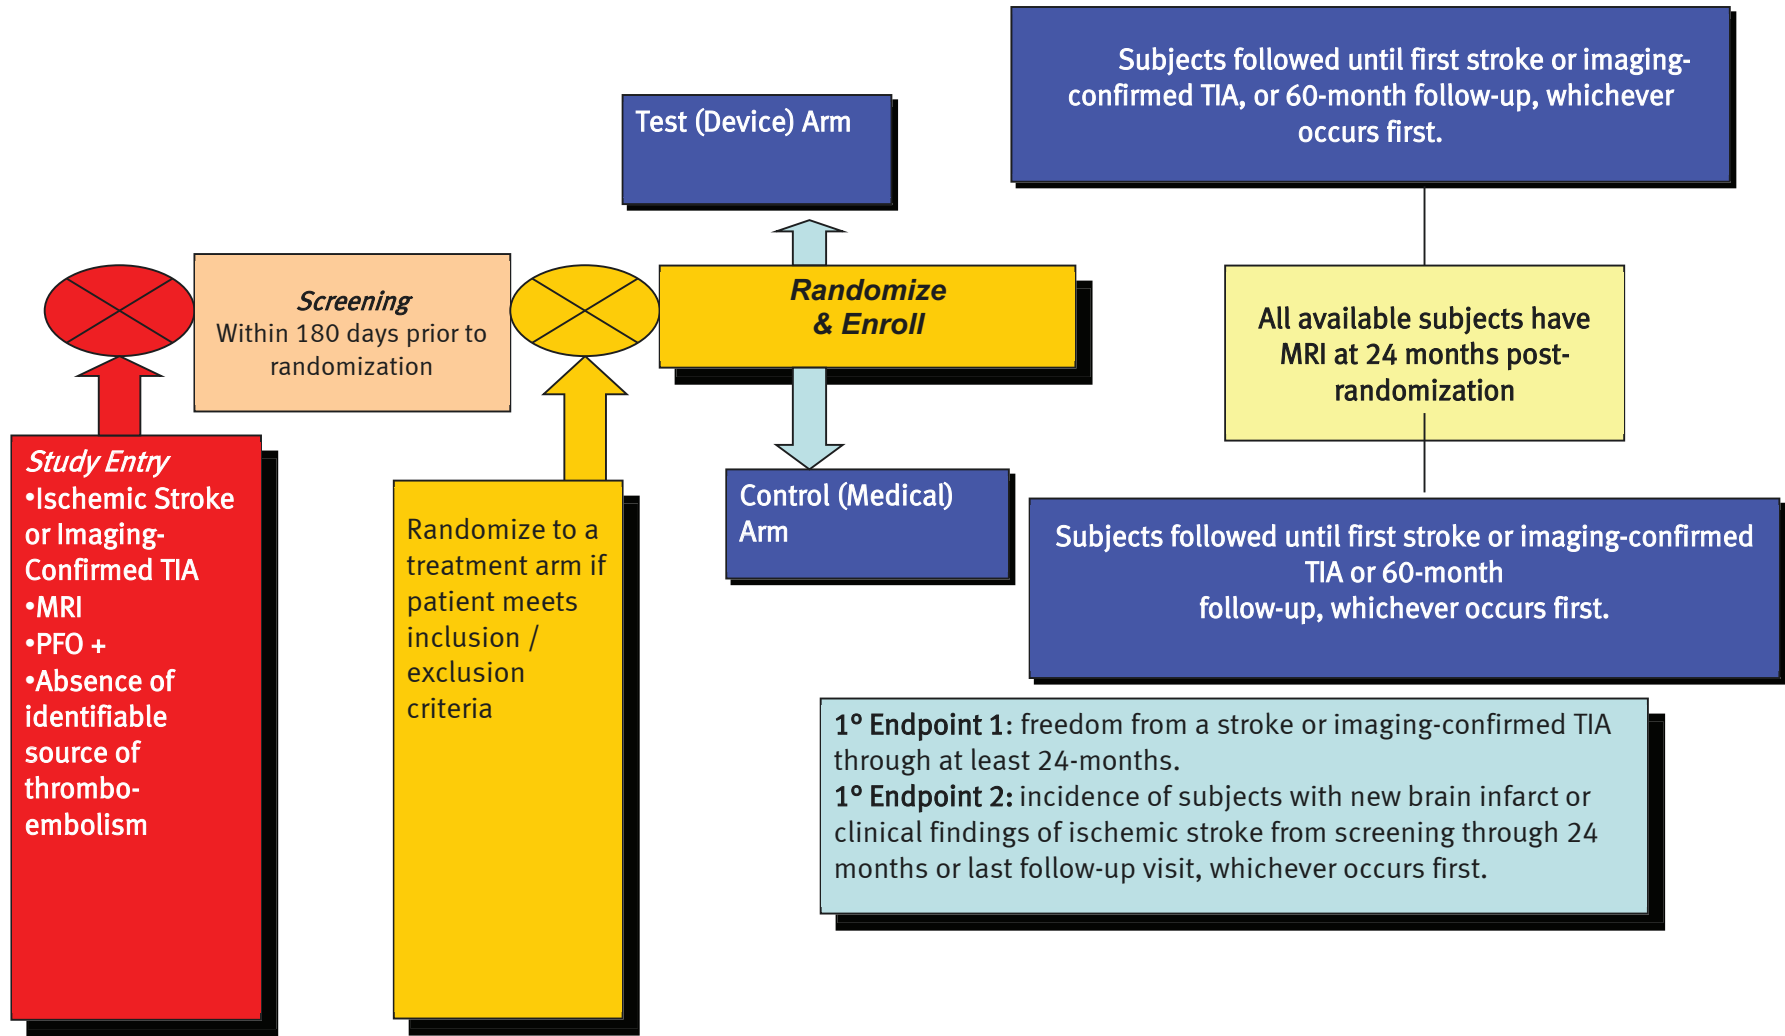 Study Entry
•Ischemic Stroke
or Imaging-
Confirmed TIA
•MRI
•PFO +
•Absence of
identifiable
source of
thrombo-
embolism
Screening
Within 180 days prior to
randomization
Randomize to a
treatment arm if
patient meets
inclusion /
exclusion
criteria
Randomize
& Enroll
Test (Device) Arm
Control (Medical)
Arm
Subjects followed until first stroke or imaging-
confirmed TIA, or 60-month follow-up, whichever
occurs first.
All available subjects have
MRI at 24 months post-
randomization
Subjects followed until first stroke or imaging-confirmed
TIA or 60-month
follow-up, whichever occurs first.
1° Endpoint 1: freedom from a stroke or imaging-confirmed TIA
through at least 24-months.
1° Endpoint 2: incidence of subjects with new brain infarct or
clinical findings of ischemic stroke from screening through 24
months or last follow-up visit, whichever occurs first.